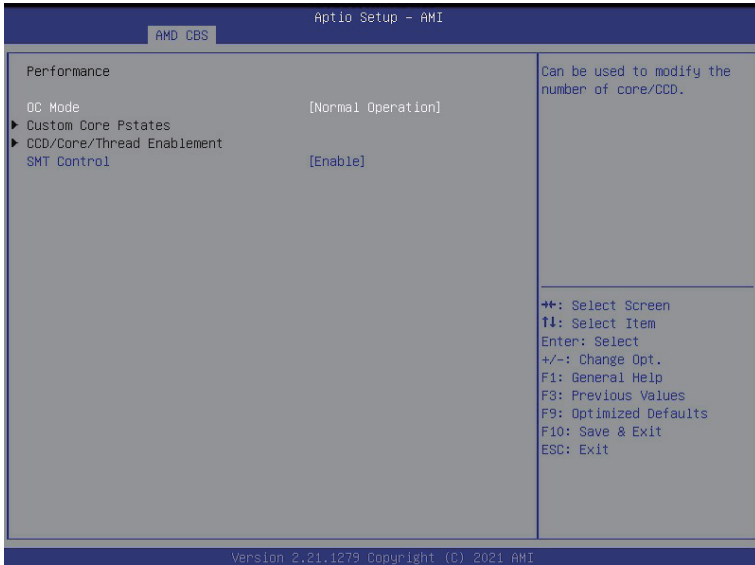 Aptio Setup - AMI
AMD CBS
Performance
OC Mode [Normal Operation]
▶ Custom Core Pstates
▶ CCD/Core/Thread Enablement
SMT Control [Enable]
Can be used to modify the
number of core/CCD.
→←: Select Screen
↑↓: Select Item
Enter: Select
+/-: Change Opt.
F1: General Help
F3: Previous Values
F9: Optimized Defaults
F10: Save & Exit
ESC: Exit
Version 2.21.1279 Copyright (C) 2021 AMI